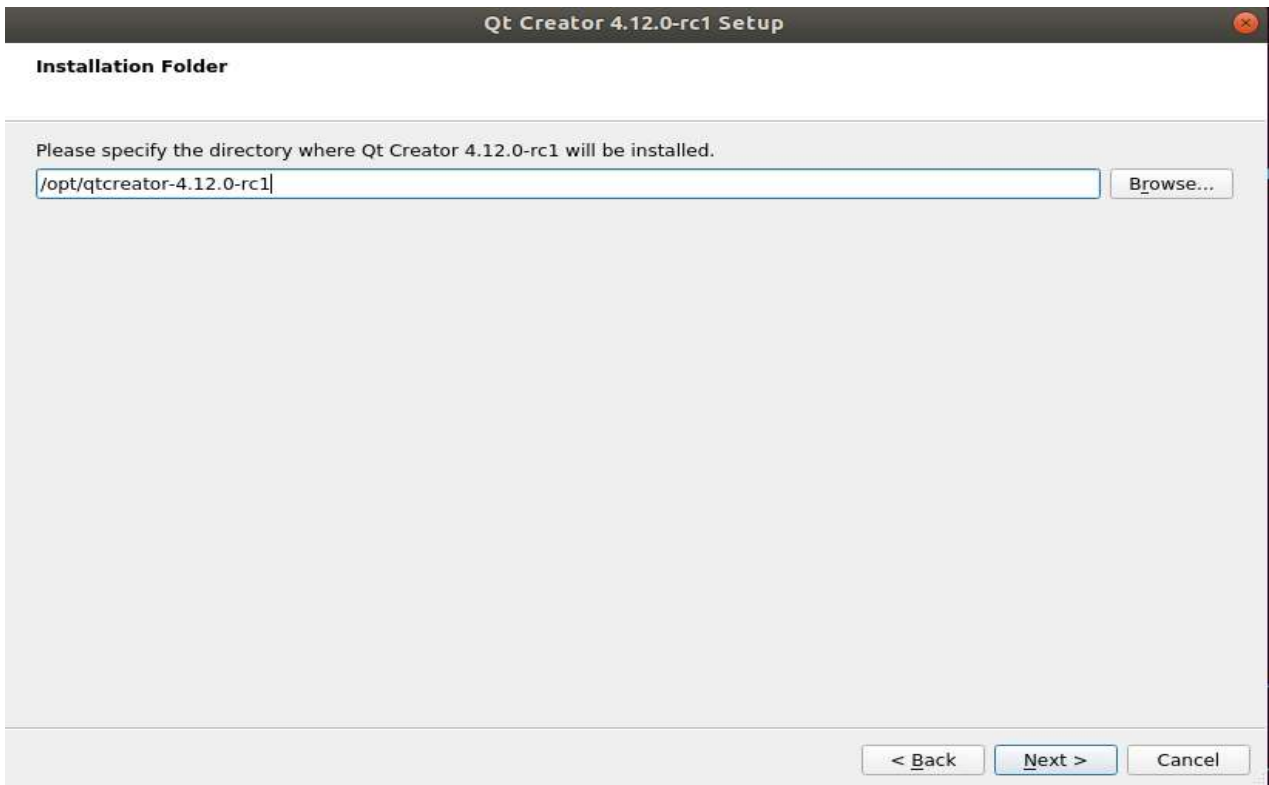 Qt Creator 4.12.0-rc1 Setup
Installation Folder
Please specify the directory where Qt Creator 4.12.0-rc1 will be installed.
/opt/qtcreator-4.12.0-rc1
Browse...
< Back
Next >
Cancel